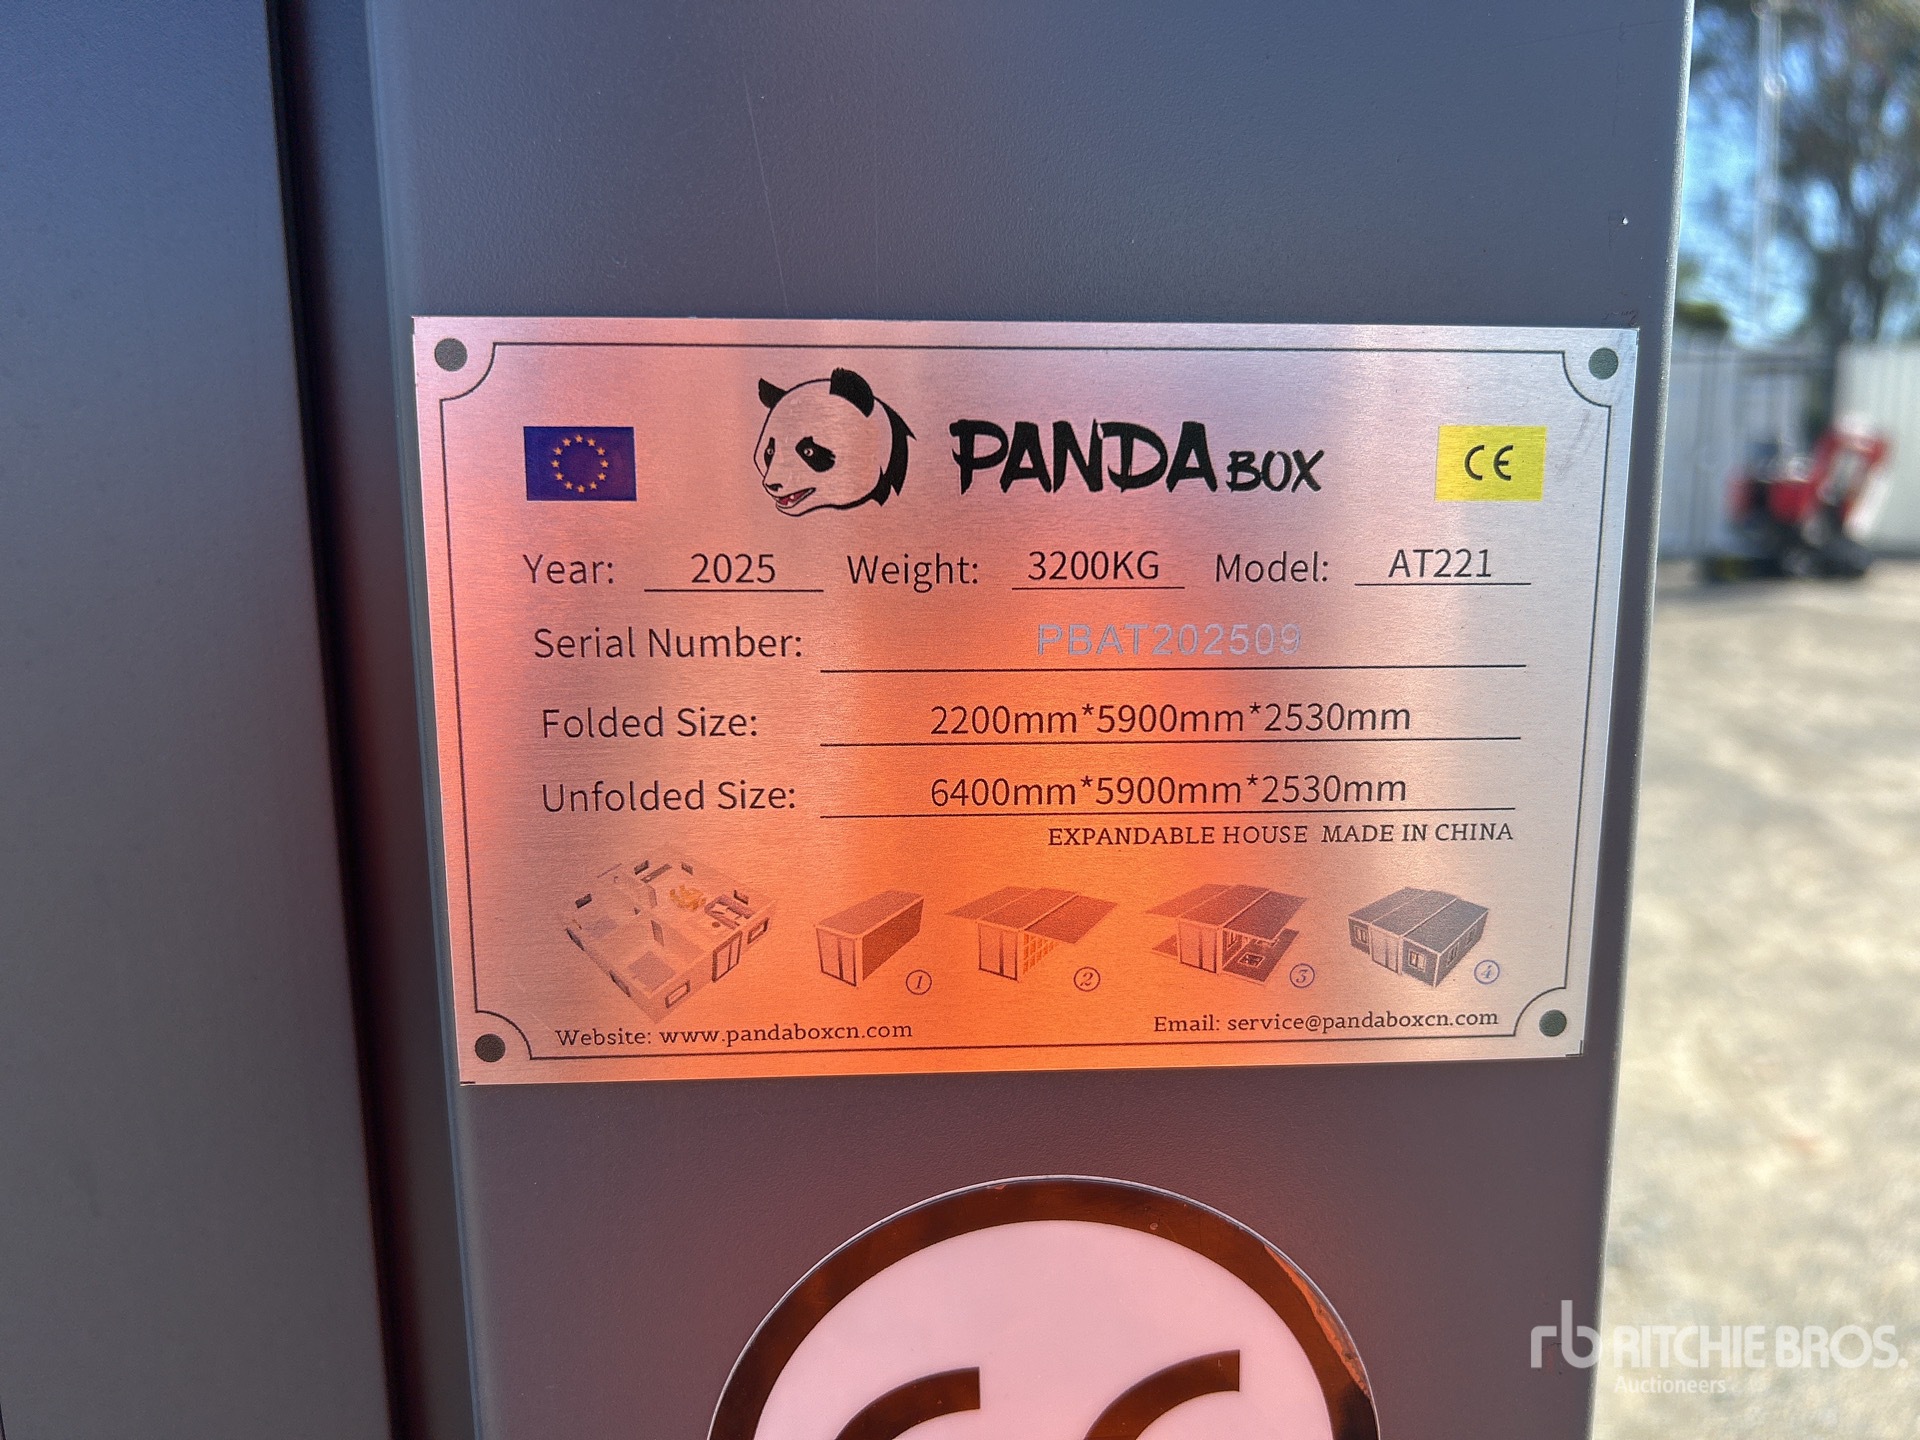 PANDA BOX
CE
Year: 2025 Weight: 3200KG Model: AT221
Serial Number: PBAT202509
Folded Size: 2200mm*5900mm*2530mm
Unfolded Size: 6400mm*5900mm*2530mm
EXPANDABLE HOUSE MADE IN CHINA
1 2 3 4
Website: www.pandaboxcn.com Email: service@pandaboxcn.com
CE
rb RITCHIE BROS.
Auctioneers